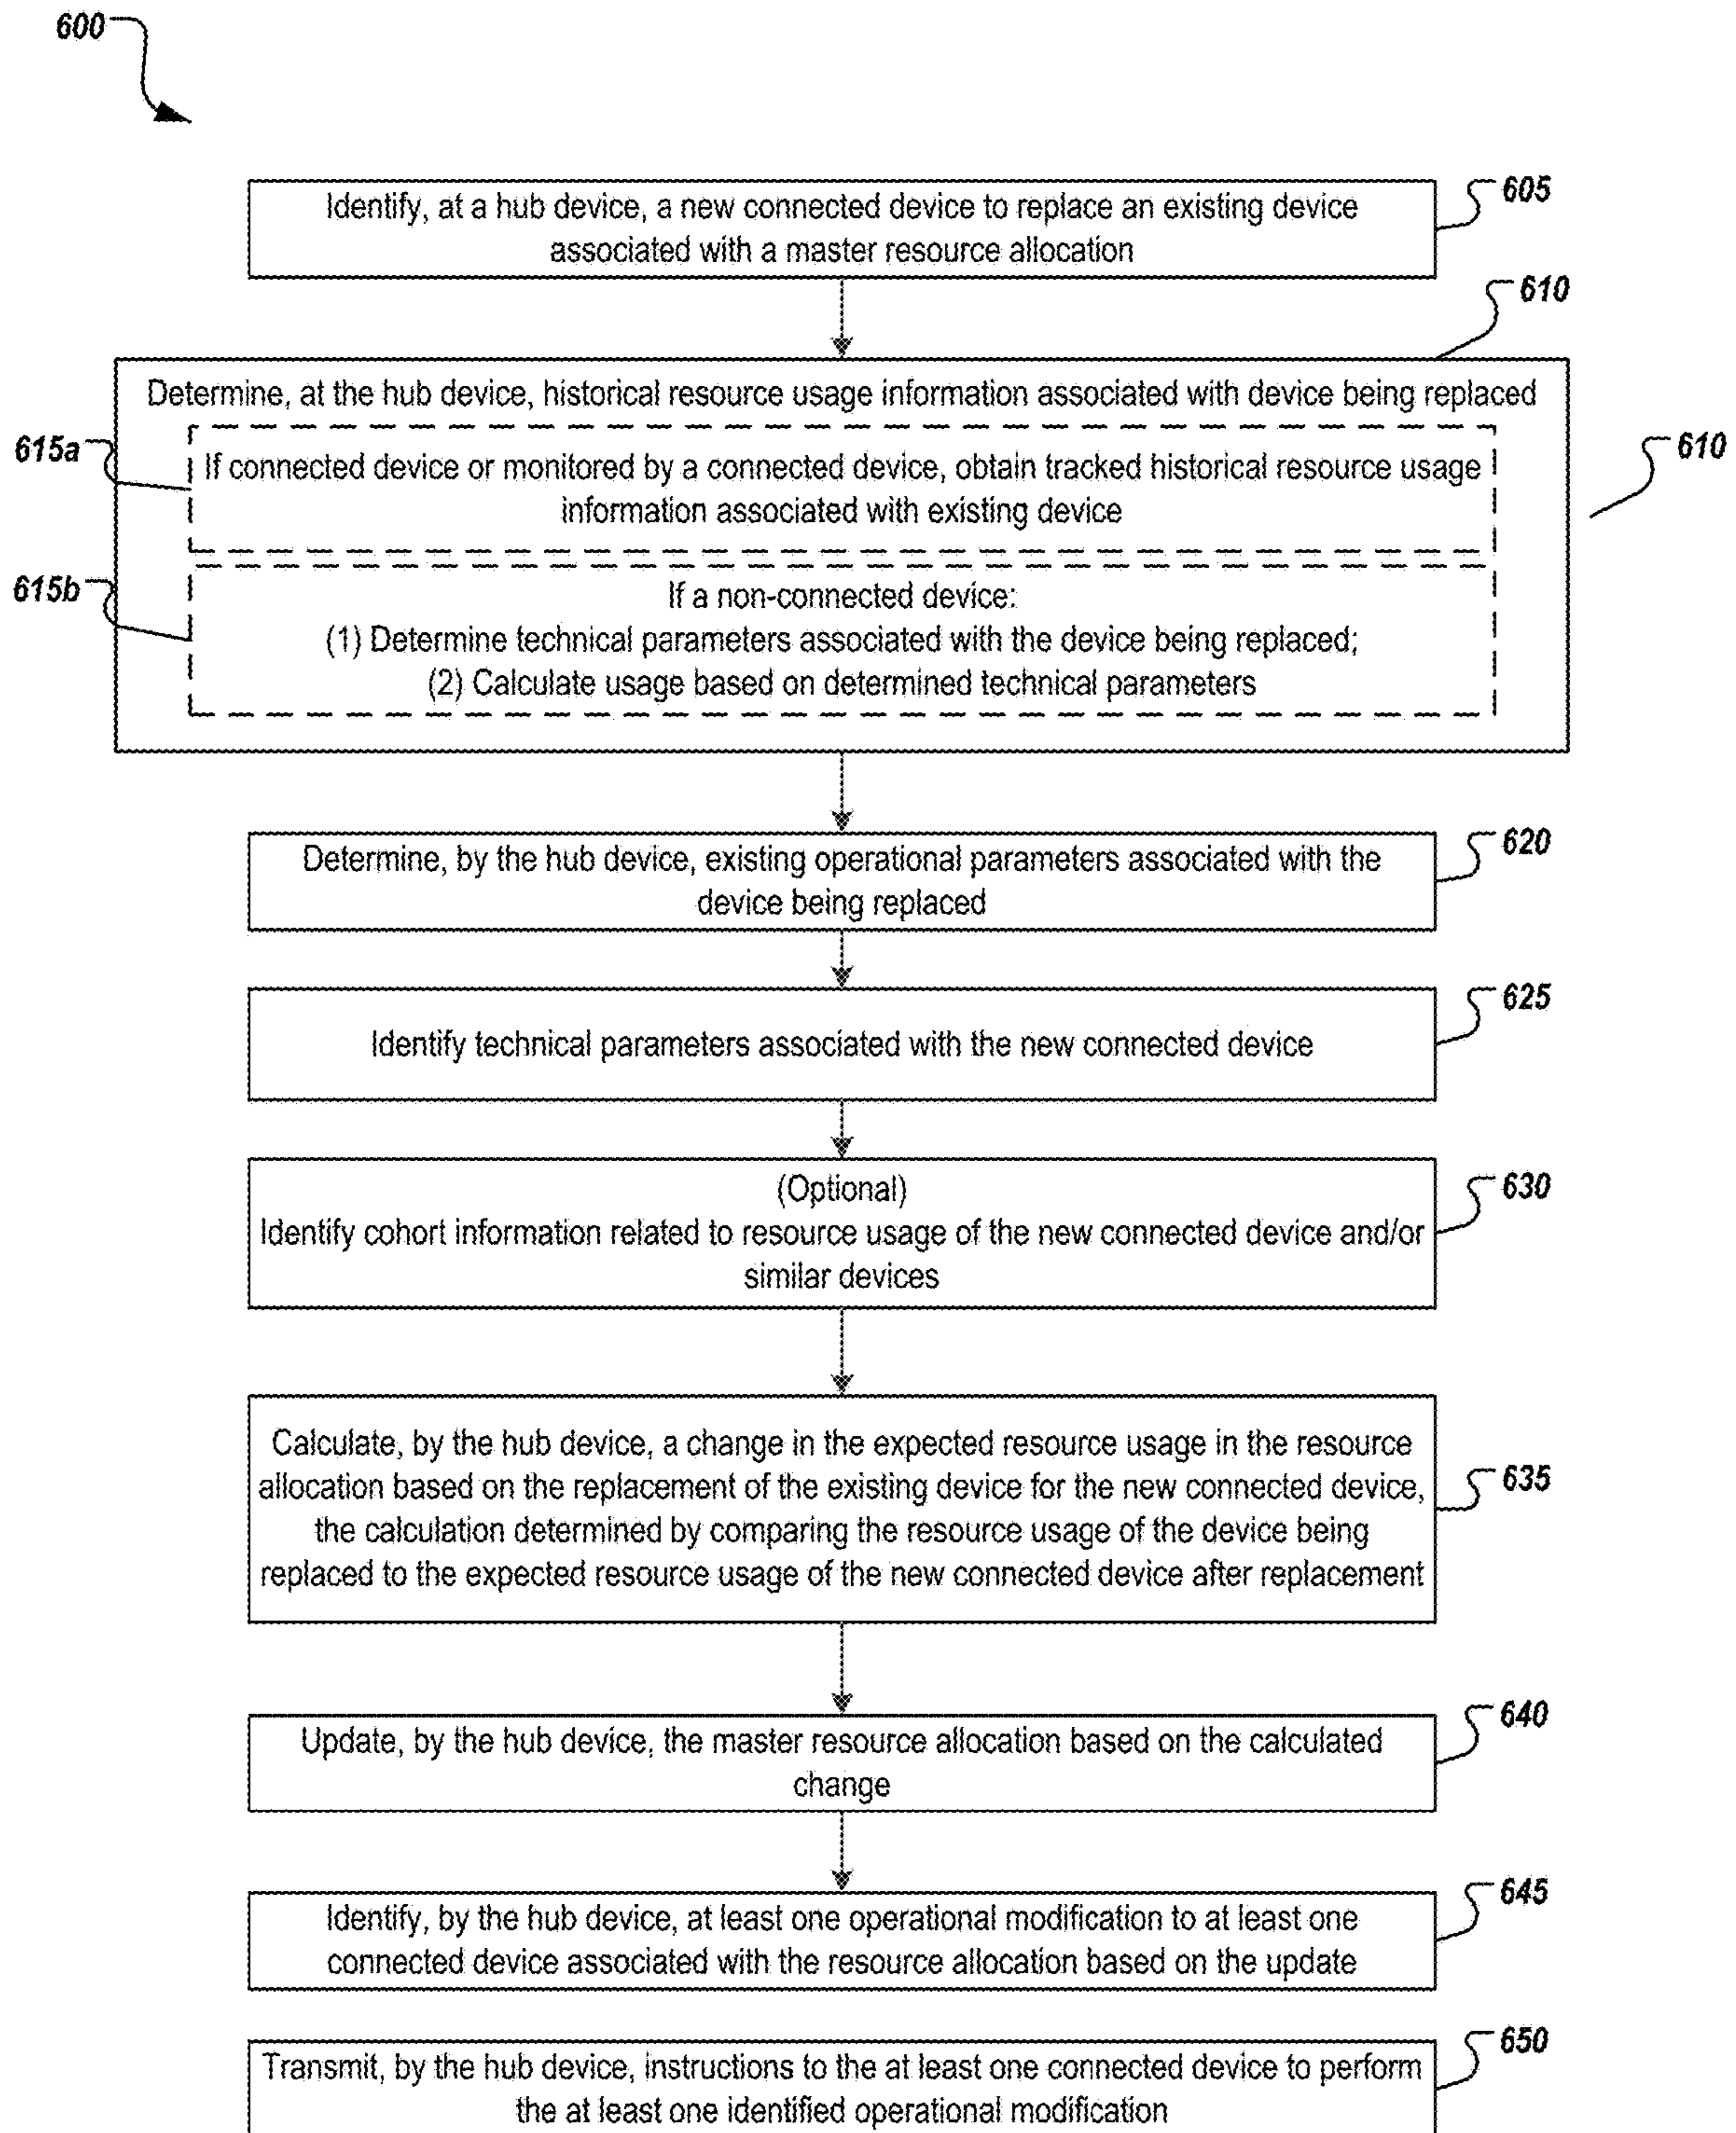 600
605
Identify, at a hub device, a new connected device to replace an existing device
associated with a master resource allocation
610
Determine, at the hub device, historical resource usage information associated with device being replaced
610
615a
If connected device or monitored by a connected device, obtain tracked historical resource usage
information associated with existing device
615b
If a non-connected device:
(1) Determine technical parameters associated with the device being replaced;
(2) Calculate usage based on determined technical parameters
620
Determine, by the hub device, existing operational parameters associated with the
device being replaced
625
Identify technical parameters associated with the new connected device
630
(Optional)
Identify cohort information related to resource usage of the new connected device and/or
similar devices
635
Calculate, by the hub device, a change in the expected resource usage in the resource
allocation based on the replacement of the existing device for the new connected device,
the calculation determined by comparing the resource usage of the device being
replaced to the expected resource usage of the new connected device after replacement
640
Update, by the hub device, the master resource allocation based on the calculated
change
645
Identify, by the hub device, at least one operational modification to at least one
connected device associated with the resource allocation based on the update
650
Transmit, by the hub device, instructions to the at least one connected device to perform
the at least one identified operational modification